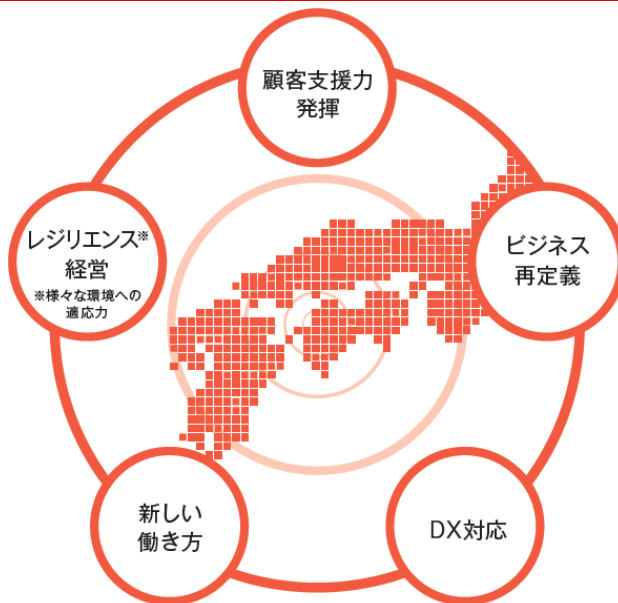 顧客支援力
発揮
レジリエンス※
経営
※様々な環境への
適応力
ビジネス
再定義
新しい
働き方
DX対応